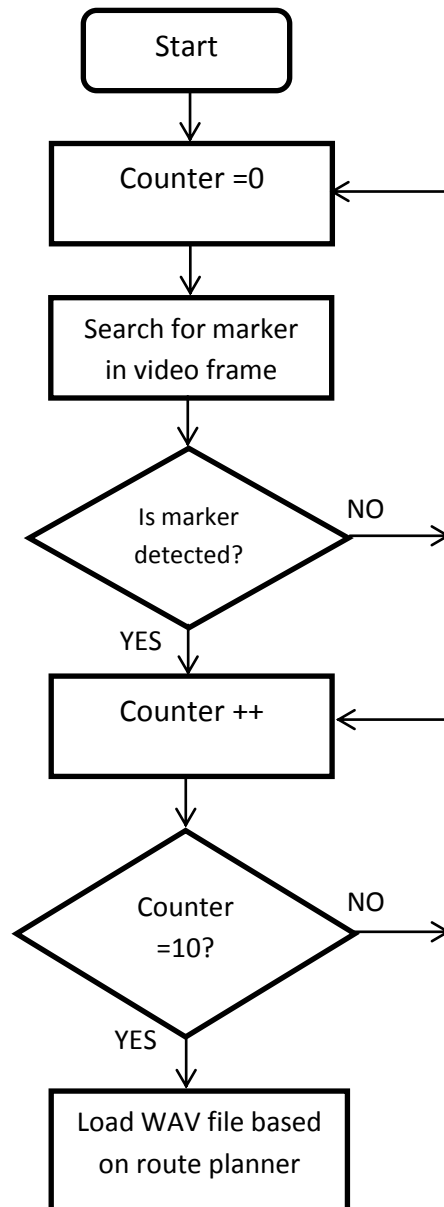 Start
Counter =0
Search for marker
in video frame
Is marker
detected?
NO
YES
Counter ++
Counter
=10?
NO
YES
Load WAV file based
on route planner